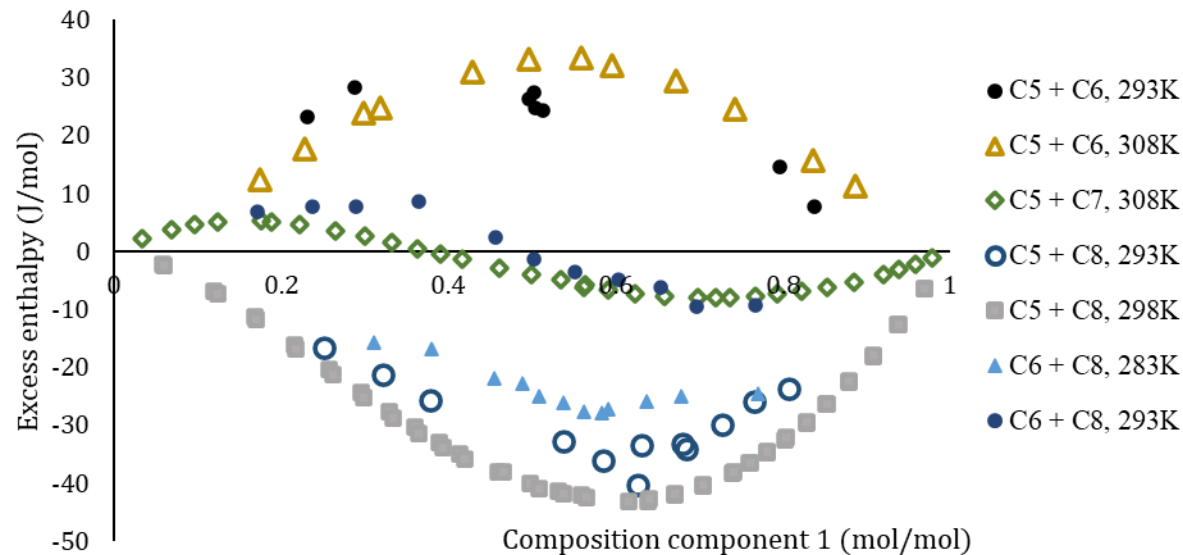 Excess enthalpy (J/mol)
40
30
20
10
0
-10
-20
-30
-40
-50
0
0.2
0.4
0.6
0.8
1
Composition component 1 (mol/mol)
C5 + C6, 293K
C5 + C6, 308K
C5 + C7, 308K
C5 + C8, 293K
C5 + C8, 298K
C6 + C8, 283K
C6 + C8, 293K